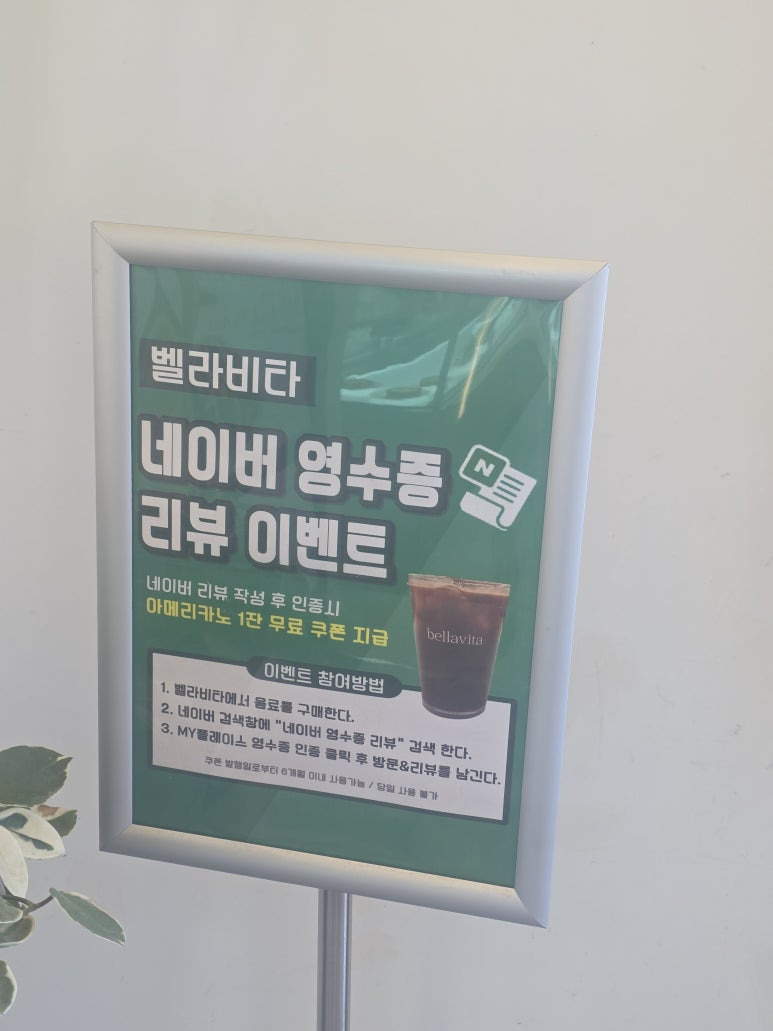 벨라비타
네이버 영수증
N
리뷰 이벤트
네이버 리뷰 작성 후 인증시
아메리카노 1잔 무료 쿠폰 지급
bellavita
이벤트 참여방법
1. 벨라비타에서 음료를 구매한다.
2. 네이버 검색창에 "네이버 영수증 리뷰" 검색 한다.
3. MY플레이스 영수증 인증 클릭 후 방문&리뷰를 남긴다.
쿠폰 발행일로부터 6개월 이내 사용가능 / 당일 사용 불가